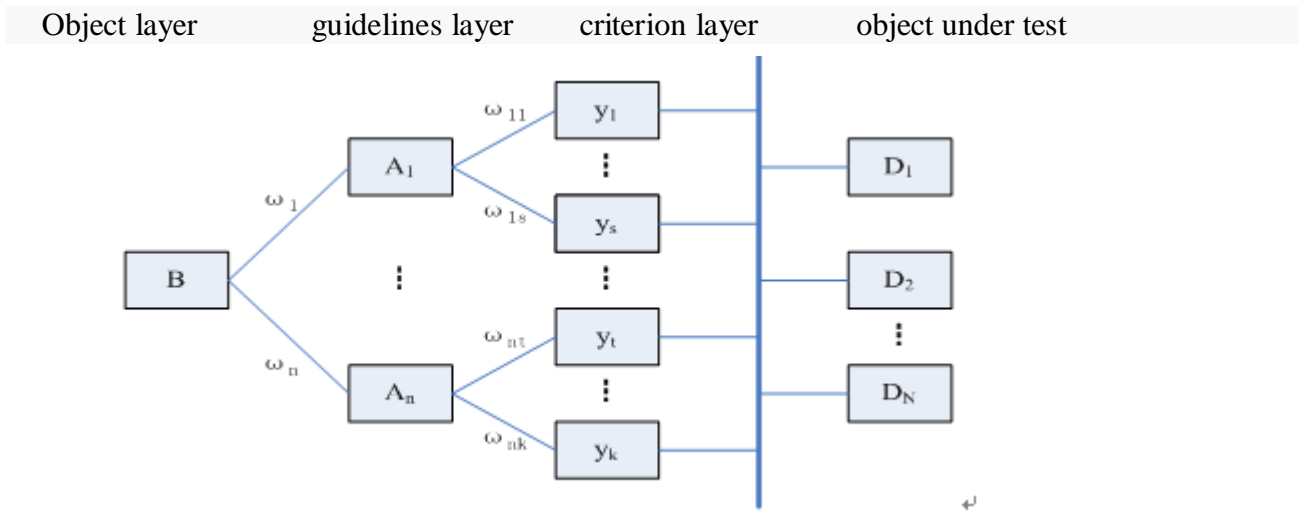 Object layer guidelines layer criterion layer object under test
ω11 y1
A1 D1
ω1 ω1s ys
B D2
ωn ωnt yt
An DN
ωnk yk